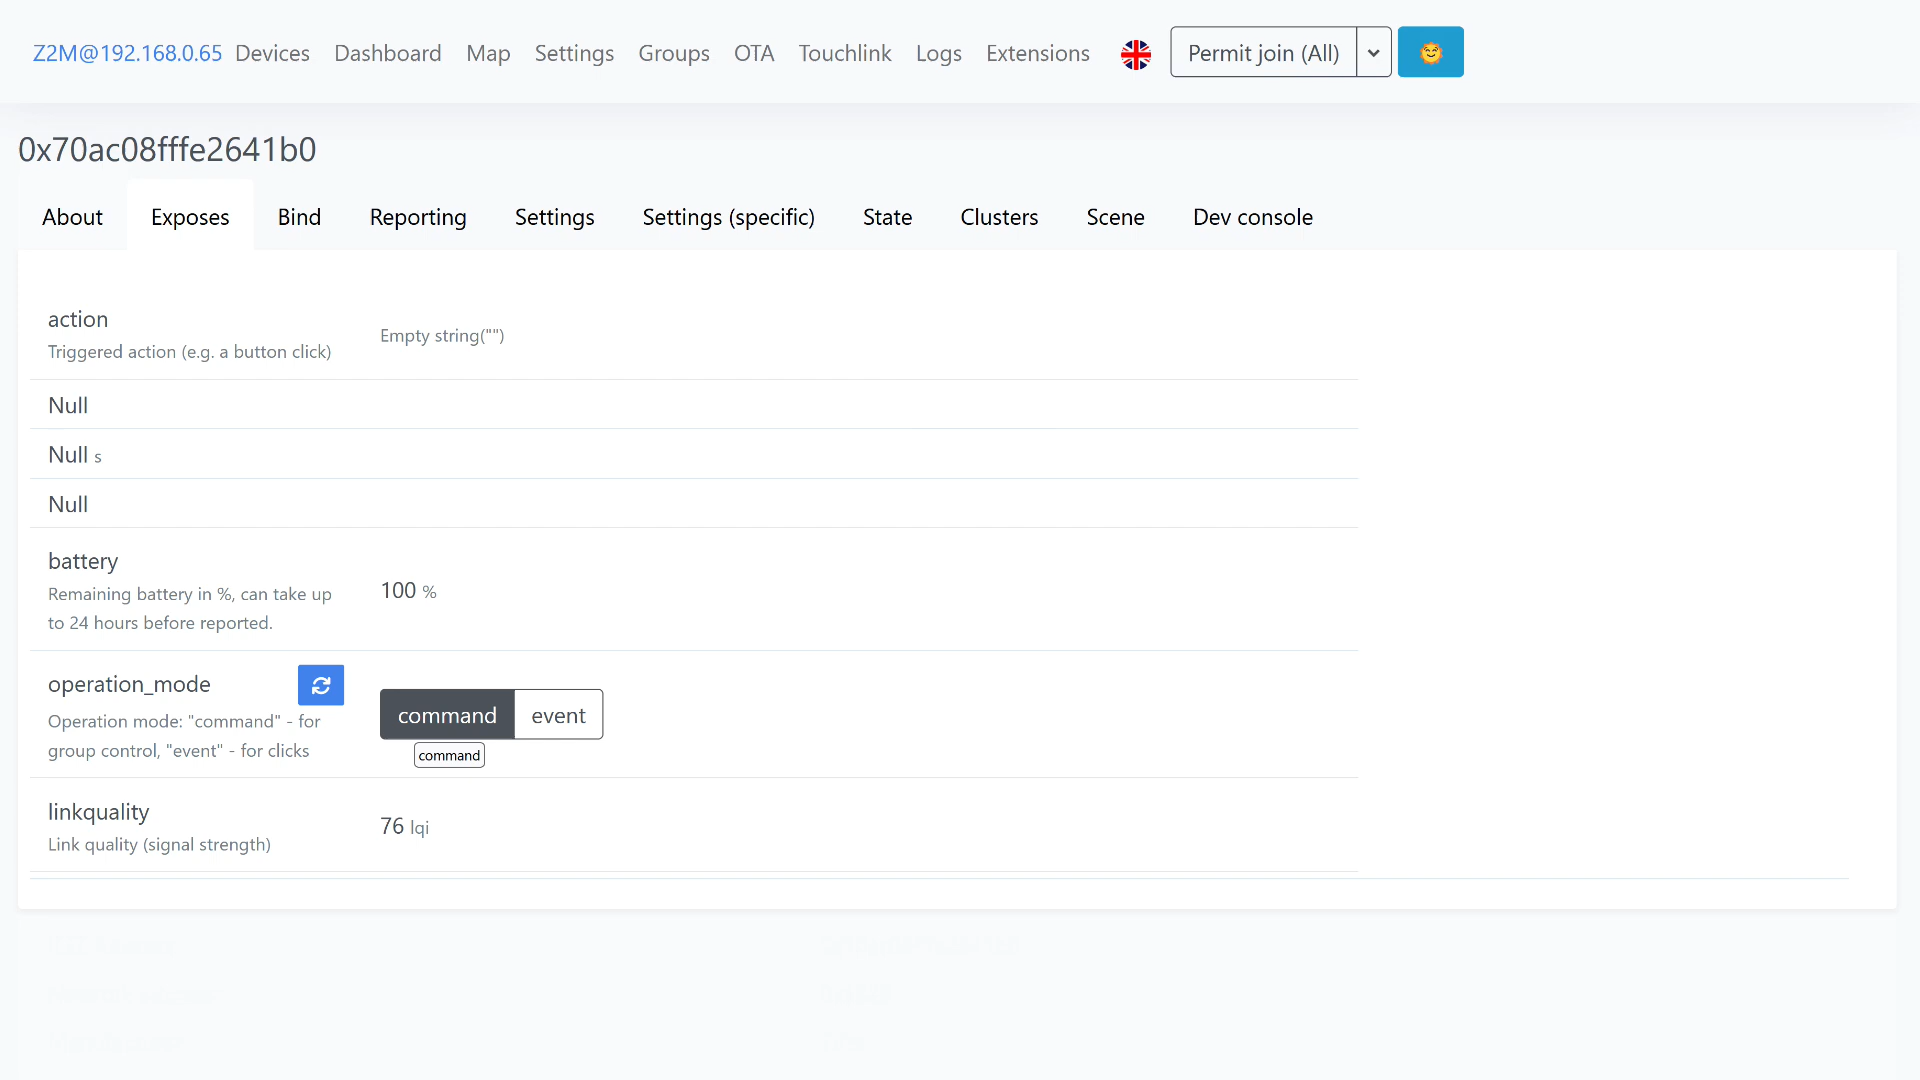 Z2M@192.168.0.65 Devices Dashboard Map Settings Groups OTA Touchlink Logs Extensions Permit join (All)
0x70ac08fffe2641b0
About Exposes Bind Reporting Settings Settings (specific) State Clusters Scene Dev console
action
Triggered action (e.g. a button click)
Empty string("")
Null
Null s
Null
battery
Remaining battery in %, can take up
to 24 hours before reported.
100 %
operation_mode
Operation mode: "command" - for
group control, "event" - for clicks
command event
command
linkquality
Link quality (signal strength)
76 lqi